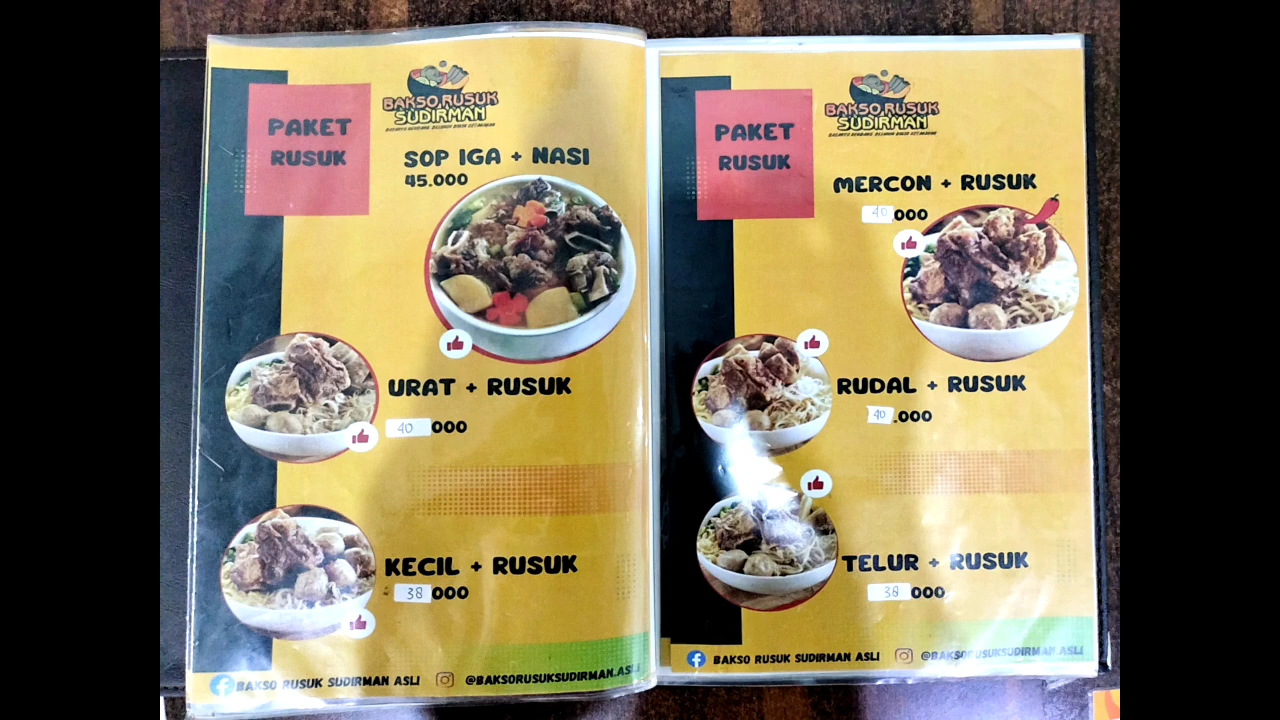 BAKSO RUSUK
SUDIRMAN
PAKET
RUSUK
SOP IGA + NASI
45.000
URAT + RUSUK
40 000
KECIL + RUSUK
38 000
BAKSO RUSUK SUDIRMAN ASLI
@BAKSORUSUKSUDIRMAN.ASLI
BAKSO RUSUK
SUDIRMAN
PAKET
RUSUK
MERCON + RUSUK
40.000
RUDAL + RUSUK
40.000
TELUR + RUSUK
38 000
BAKSO RUSUK SUDIRMAN ASLI
@BAKSORUSUKSUDIRMAN.ASLI